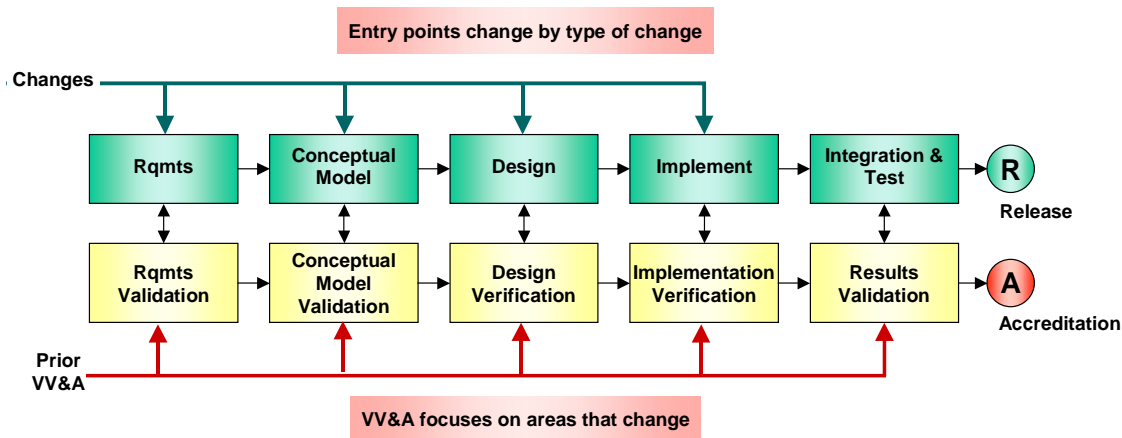 Entry points change by type of change
Changes
Rqmts
Conceptual
Model
Design
Implement
Integration &
Test
R
Release
Rqmts
Validation
Conceptual
Model
Validation
Design
Verification
Implementation
Verification
Results
Validation
A
Accreditation
Prior
VV&A
VV&A focuses on areas that change